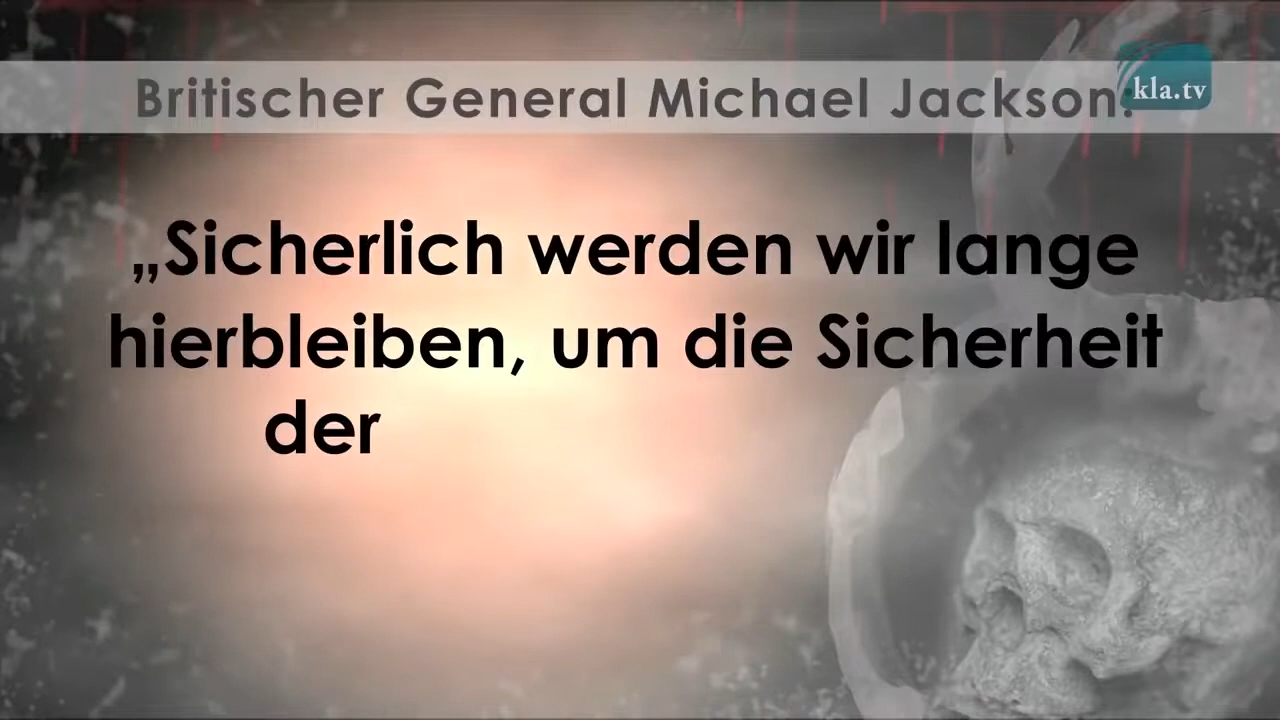 Britischer General Michael Jackson:
kla.tv
„Sicherlich werden wir lange
hierbleiben, um die Sicherheit
der